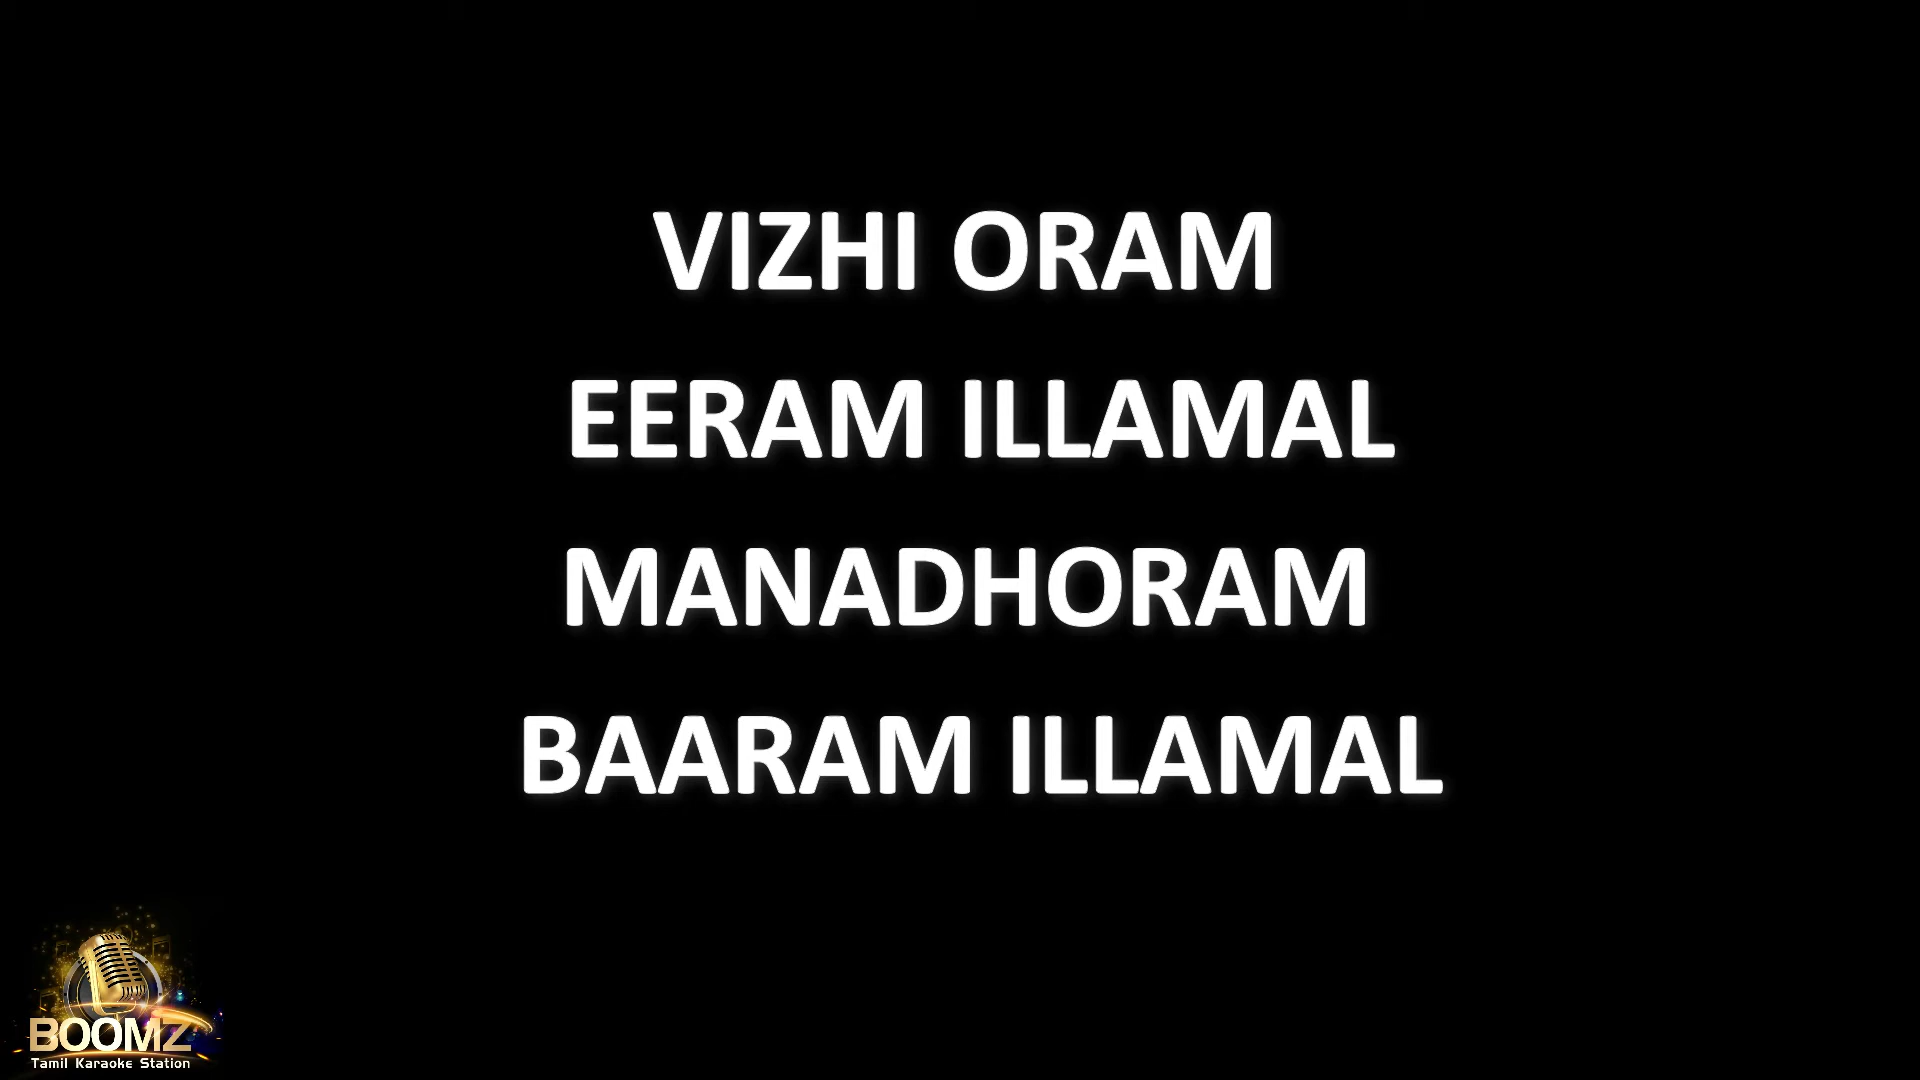 VIZHI ORAM
EERAM ILLAMAL
MANADHORAM
BAARAM ILLAMAL
BOOMZ
Tamil Karaoke Station